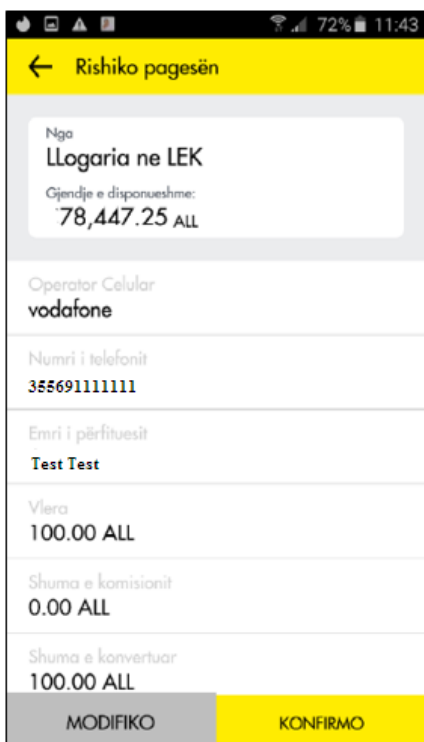 72% 11:43
Rishiko pagesën
Nga
LLogaria ne LEK
Gjendje e disponueshme:
78,447.25 ALL
Operator Celular
vodafone
Numri i telefonit
355691111111
Emri i përfituesit
Test Test
Vlera
100.00 ALL
Shuma e komisionit
0.00 ALL
Shuma e konvertuar
100.00 ALL
MODIFIKO KONFIRMO